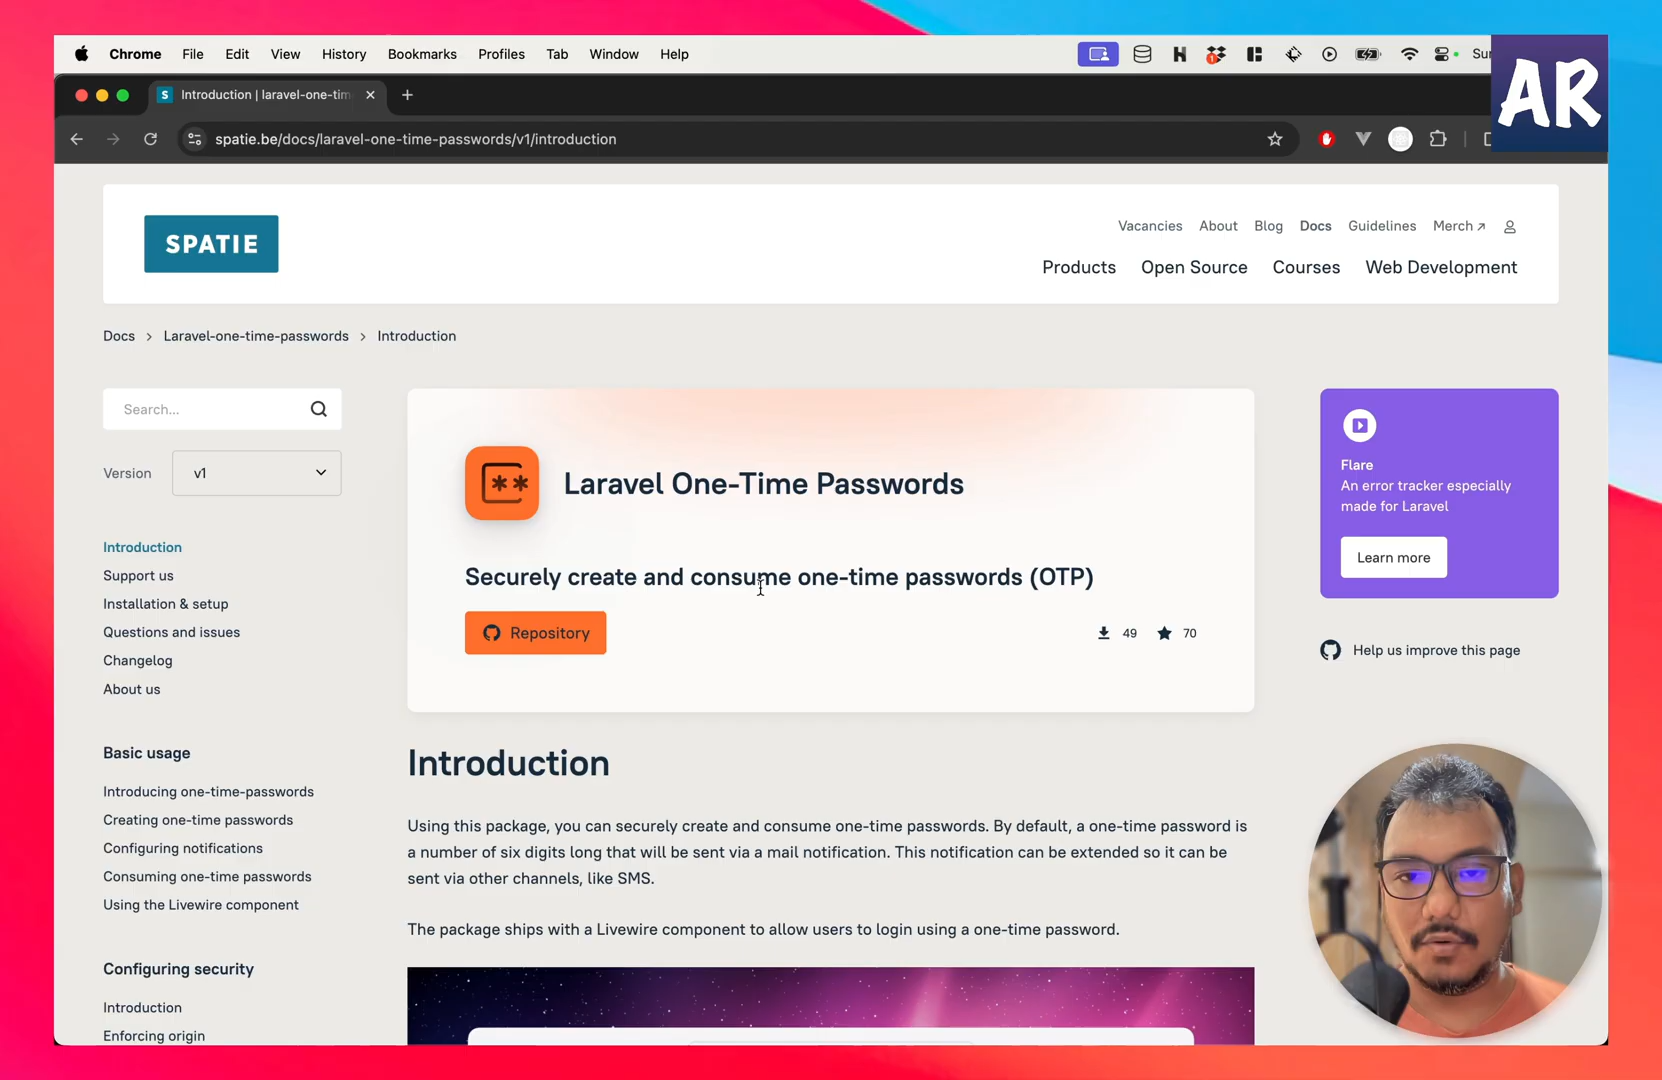 Chrome File Edit View History Bookmarks Profiles Tab Window Help
AR
S Introduction | laravel-one-tim
spatie.be/docs/laravel-one-time-passwords/v1/introduction
SPATIE
Vacancies About Blog Docs Guidelines Merch ↗
Products Open Source Courses Web Development
Docs > Laravel-one-time-passwords > Introduction
Search...
Version v1
Introduction
Support us
Installation & setup
Questions and issues
Changelog
About us
Basic usage
Introducing one-time-passwords
Creating one-time passwords
Configuring notifications
Consuming one-time passwords
Using the Livewire component
Configuring security
Introduction
Enforcing origin
** Laravel One-Time Passwords
Securely create and consume one-time passwords (OTP)
Repository 49 70
Introduction
Using this package, you can securely create and consume one-time passwords. By default, a one-time password is
a number of six digits long that will be sent via a mail notification. This notification can be extended so it can be
sent via other channels, like SMS.
The package ships with a Livewire component to allow users to login using a one-time password.
Flare
An error tracker especially
made for Laravel
Learn more
Help us improve this page